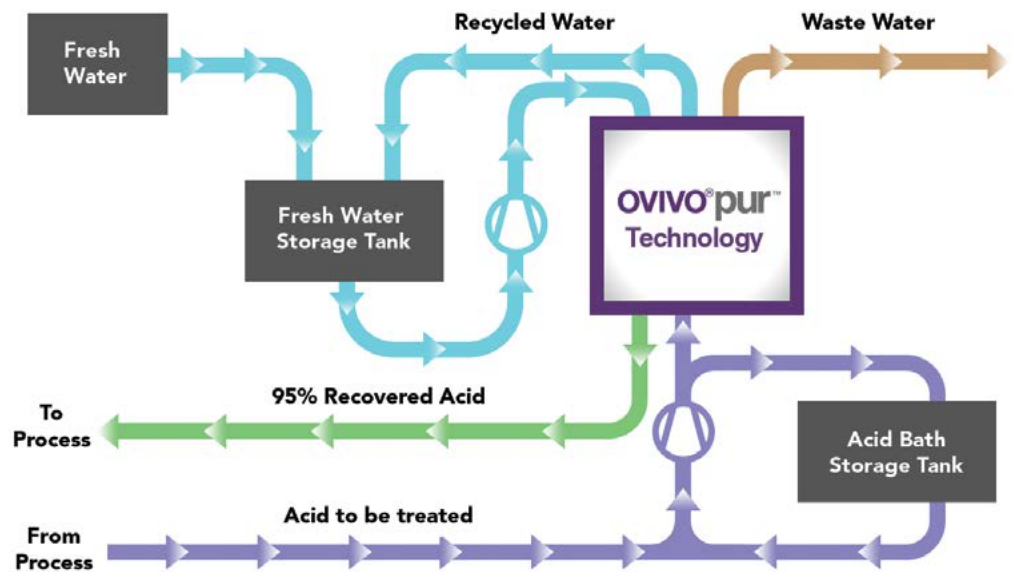 Recycled Water
Waste Water
Fresh
Water
OVIVO®pur™
Technology
Fresh Water
Storage Tank
95% Recovered Acid
To
Process
Acid Bath
Storage Tank
Acid to be treated
From
Process